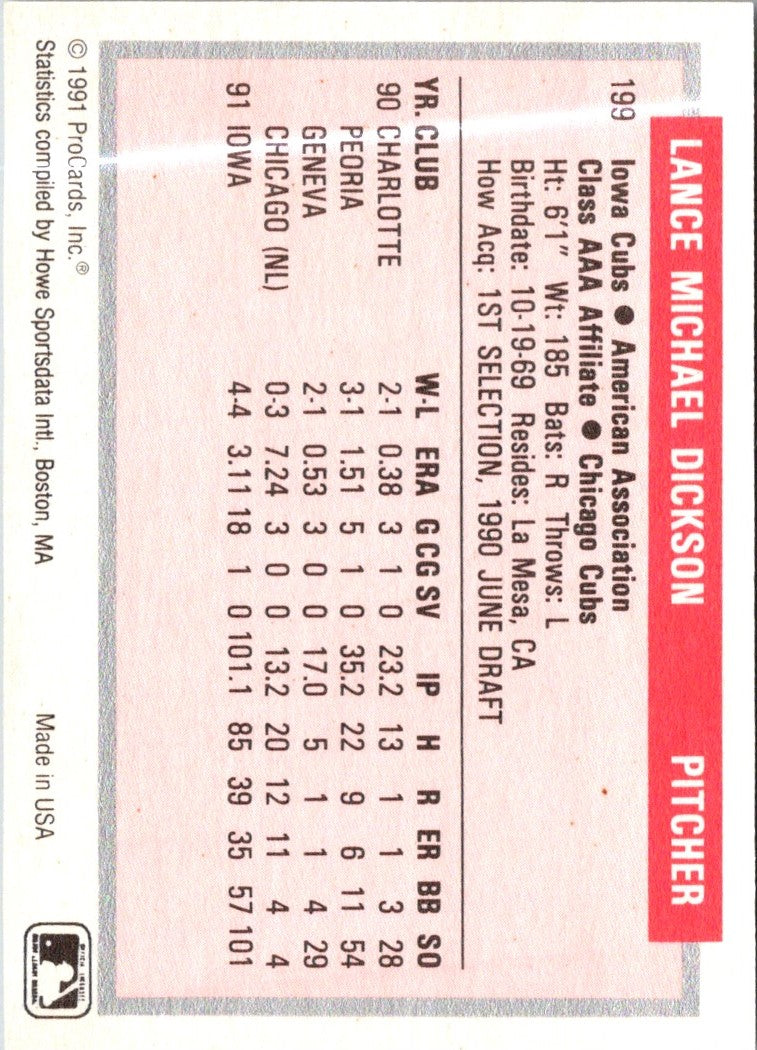 LANCE MICHAEL DICKSON PITCHER
199 Iowa Cubs ● American Association
Class AAA Affiliate ● Chicago Cubs
Ht: 6'1" Wt: 185 Bats: R Throws: L
Birthdate: 10-19-69 Resides: La Mesa, CA
How Acq: 1ST SELECTION, 1990 JUNE DRAFT
YR. CLUB W-L ERA G CG SV IP H R ER BB SO
90 CHARLOTTE 2-1 0.38 3 1 0 23.2 13 1 1 3 28
PEORIA 3-1 1.51 5 1 0 35.2 22 9 6 11 54
GENEVA 2-1 0.53 3 0 0 17.0 5 1 1 4 29
CHICAGO (NL) 0-3 7.24 3 0 0 13.2 20 12 11 4 4
91 IOWA 4-4 3.11 18 1 0 101.1 85 39 35 57 101
© 1991 ProCards, Inc.®
Statistics compiled by Howe Sportsdata Intl., Boston, MA Made in USA